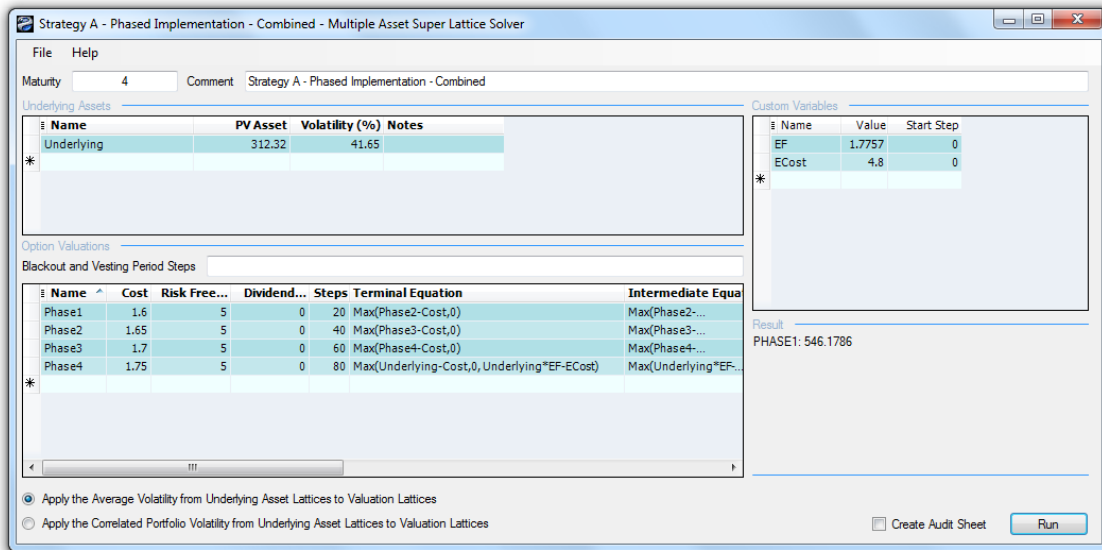 Strategy A - Phased Implementation - Combined - Multiple Asset Super Lattice Solver
File Help
Maturity 4 Comment Strategy A - Phased Implementation - Combined
Underlying Assets Custom Variables
Name PV Asset Volatility (%) Notes Name Value Start Step
Underlying 312.32 41.65 EF 1.7757 0
ECost 4.8 0
Option Valuations
Blackout and Vesting Period Steps
Name Cost Risk Free... Dividend... Steps Terminal Equation Intermediate Equa
Phase1 1.6 5 0 20 Max(Phase2-Cost,0) Max(Phase2-...
Phase2 1.65 5 0 40 Max(Phase3-Cost,0) Max(Phase3-...
Phase3 1.7 5 0 60 Max(Phase4-Cost,0) Max(Phase4-...
Phase4 1.75 5 0 80 Max(Underlying-Cost,0,Underlying*EF-ECost) Max(Underlying*EF-...
Result
PHASE1: 546.1786
Apply the Average Volatility from Underlying Asset Lattices to Valuation Lattices
Apply the Correlated Portfolio Volatility from Underlying Asset Lattices to Valuation Lattices
Create Audit Sheet Run